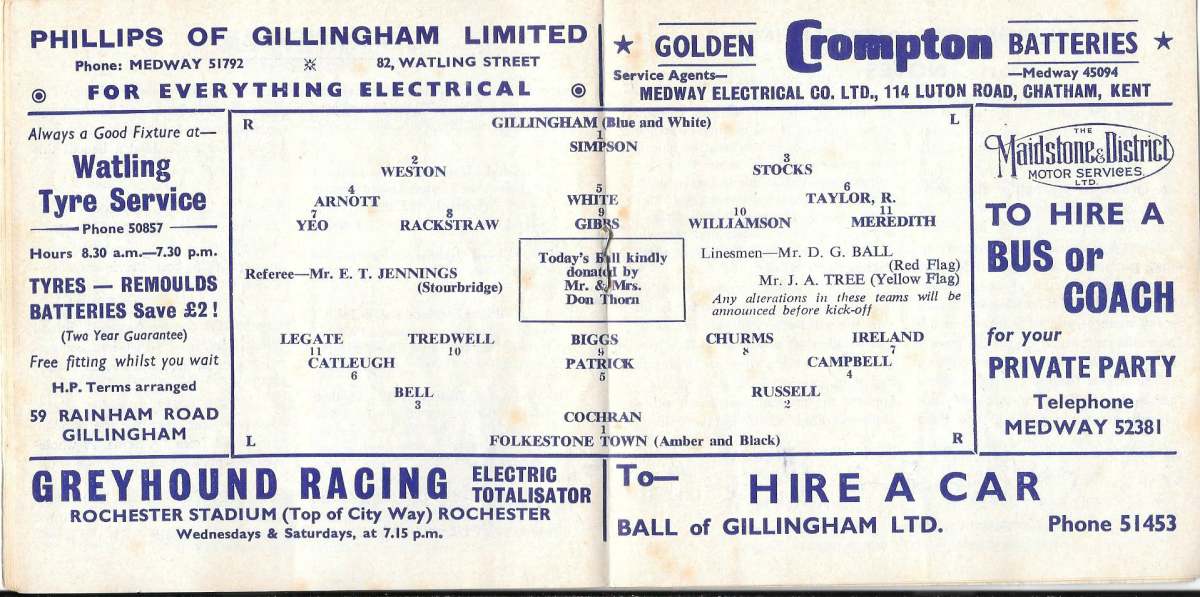 PHILLIPS OF GILLINGHAM LIMITED
Phone: MEDWAY 51792 82, WATLING STREET
FOR EVERYTHING ELECTRICAL
★ GOLDEN Crompton BATTERIES ★
Service Agents— —Medway 45094
MEDWAY ELECTRICAL CO. LTD., 114 LUTON ROAD, CHATHAM, KENT
Always a Good Fixture at—
Watling
Tyre Service
Phone 50857
Hours 8.30 a.m.—7.30 p.m.
TYRES — REMOULDS
BATTERIES Save £2!
(Two Year Guarantee)
Free fitting whilst you wait
H.P. Terms arranged
59 RAINHAM ROAD
GILLINGHAM
R GILLINGHAM (Blue and White) L
1
SIMPSON
2 3
WESTON STOCKS
4 5 6
ARNOTT WHITE TAYLOR, R.
7 8 9 10 11
YEO RACKSTRAW GIBBS WILLIAMSON MEREDITH
Referee—Mr. E. T. JENNINGS
(Stourbridge)
Today's Ball kindly
donated by
Mr. & Mrs.
Don Thorn
Linesmen—Mr. D. G. BALL
(Red Flag)
Mr. J. A. TREE (Yellow Flag)
Any alterations in these teams will be
announced before kick-off
LEGATE TREDWELL BIGGS CHURMS IRELAND
11 10 9 8 7
CATLEUGH PATRICK CAMPBELL
6 5 4
BELL RUSSELL
3 2
COCHRAN
1
L FOLKESTONE TOWN (Amber and Black) R
THE
Maidstone & District
MOTOR SERVICES
LTD.
TO HIRE A
BUS or
COACH
for your
PRIVATE PARTY
Telephone
MEDWAY 52381
GREYHOUND RACING ELECTRIC
TOTALISATOR
ROCHESTER STADIUM (Top of City Way) ROCHESTER
Wednesdays & Saturdays, at 7.15 p.m.
To—
HIRE A CAR
BALL of GILLINGHAM LTD. Phone 51453